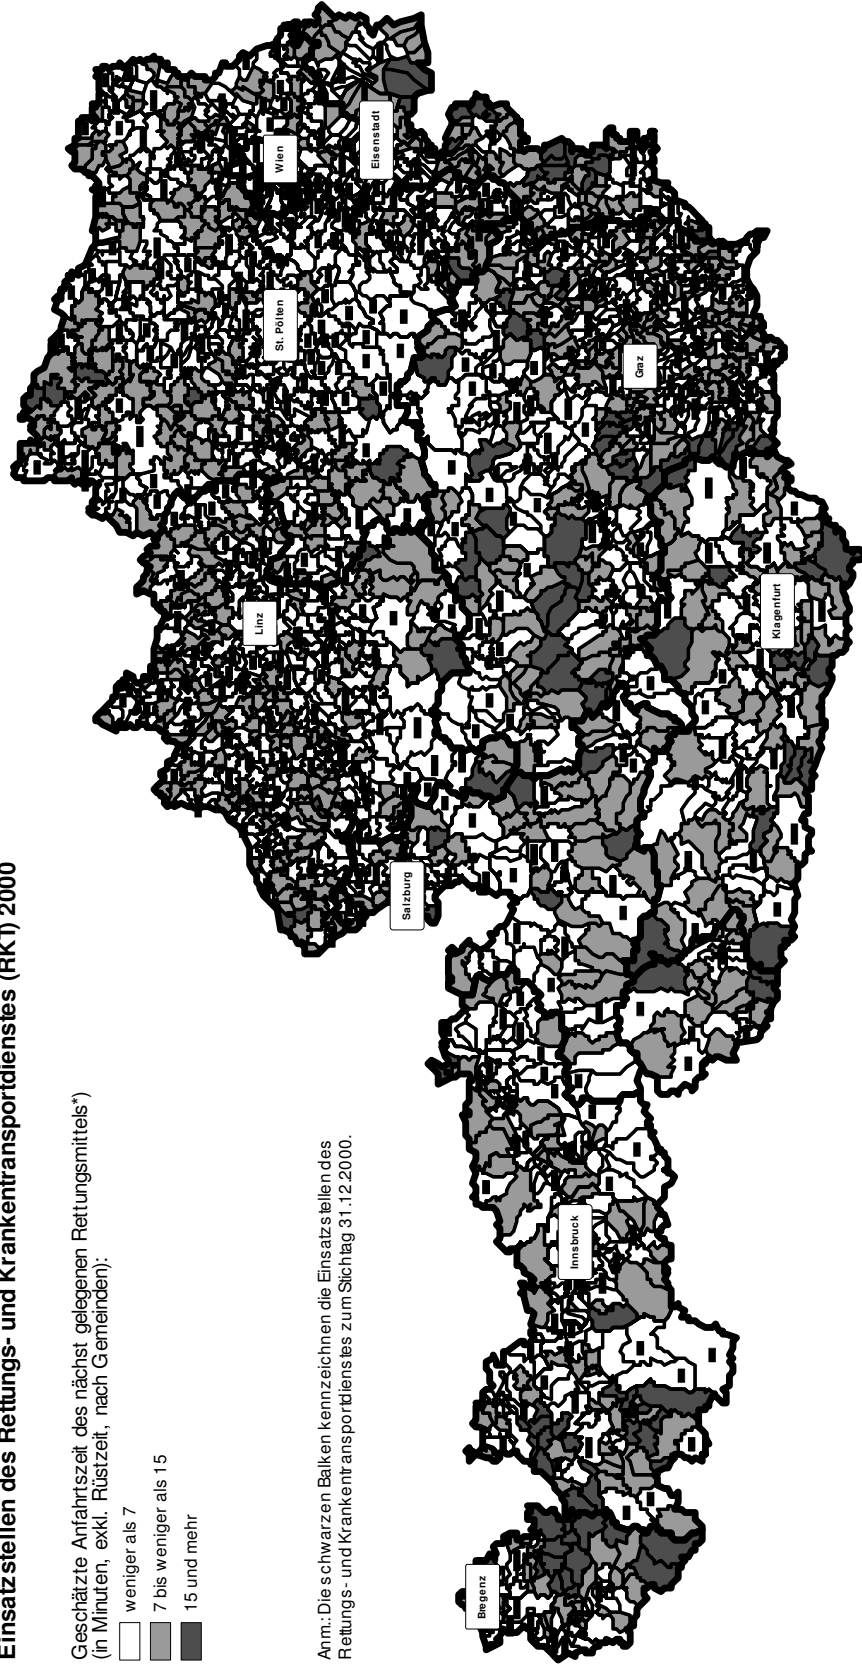 Einsatzstellen des Rettungs- und Krankentransportdienstes (RKT) 2000
Geschätzte Anfahrtszeit des nächst gelegenen Rettungsmittels*)
(in Minuten, exkl. Rüstzeit, nach Gemeinden):
weniger als 7
7 bis weniger als 15
15 und mehr
Anm.: Die schwarzen Balken kennzeichnen die Einsatzstellen des
Rettungs- und Krankentransportdienstes zum Stichtag 31.12.2000.
Bregenz
Innsbruck
Salzburg
Linz
St. Pölten
Wien
Eisenstadt
Graz
Klagenfurt